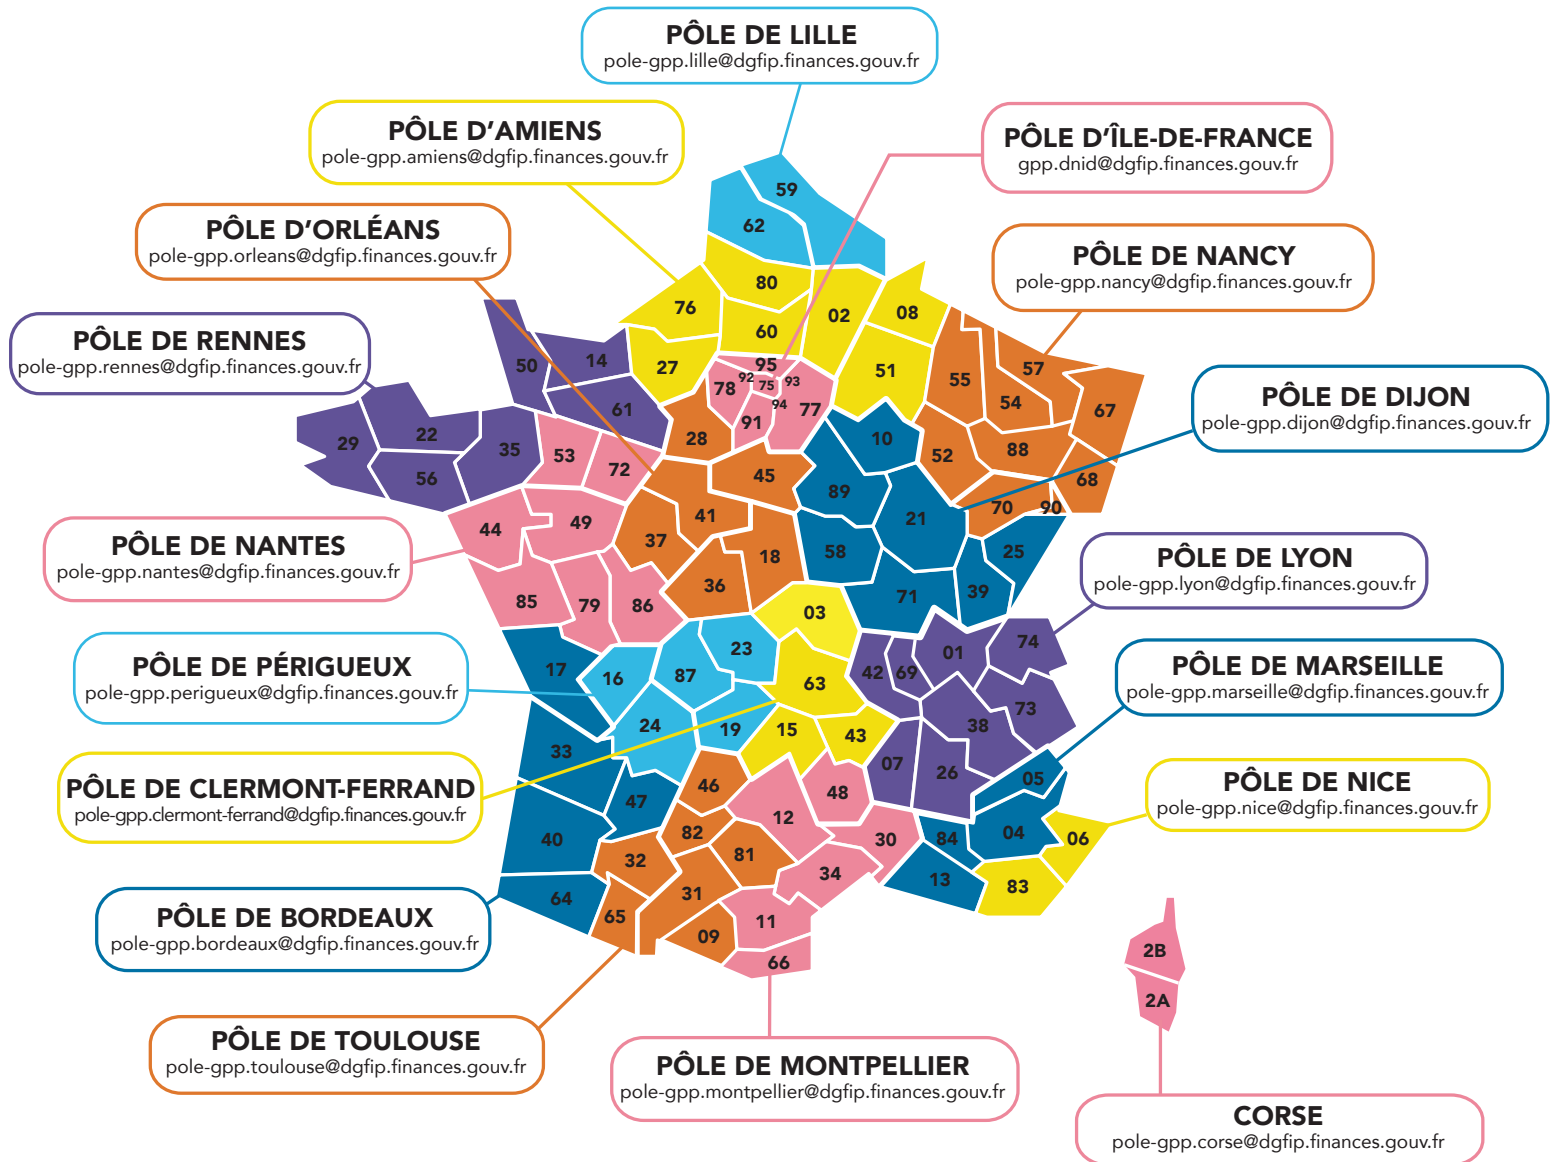 PÔLE DE LILLE
pole-gpp.lille@dgfip.finances.gouv.fr
PÔLE D'AMIENS
pole-gpp.amiens@dgfip.finances.gouv.fr
PÔLE D'ÎLE-DE-FRANCE
gpp.dnid@dgfip.finances.gouv.fr
PÔLE D'ORLÉANS
pole-gpp.orleans@dgfip.finances.gouv.fr
PÔLE DE NANCY
pole-gpp.nancy@dgfip.finances.gouv.fr
PÔLE DE RENNES
pole-gpp.rennes@dgfip.finances.gouv.fr
PÔLE DE DIJON
pole-gpp.dijon@dgfip.finances.gouv.fr
PÔLE DE NANTES
pole-gpp.nantes@dgfip.finances.gouv.fr
PÔLE DE LYON
pole-gpp.lyon@dgfip.finances.gouv.fr
PÔLE DE PÉRIGUEUX
pole-gpp.perigueux@dgfip.finances.gouv.fr
PÔLE DE MARSEILLE
pole-gpp.marseille@dgfip.finances.gouv.fr
PÔLE DE CLERMONT-FERRAND
pole-gpp.clermont-ferrand@dgfip.finances.gouv.fr
PÔLE DE NICE
pole-gpp.nice@dgfip.finances.gouv.fr
PÔLE DE BORDEAUX
pole-gpp.bordeaux@dgfip.finances.gouv.fr
PÔLE DE TOULOUSE
pole-gpp.toulouse@dgfip.finances.gouv.fr
PÔLE DE MONTPELLIER
pole-gpp.montpellier@dgfip.finances.gouv.fr
CORSE
pole-gpp.corse@dgfip.finances.gouv.fr
59
62
80
76
60
02
08
27
51
50
14
61
95
92
75
93
78
94
77
91
55
57
54
67
29
22
35
56
53
72
28
45
10
52
88
68
44
49
37
41
18
36
89
21
70
90
58
25
39
71
85
79
86
03
17
16
87
23
63
42
69
01
74
24
19
15
43
38
73
33
47
46
48
07
26
05
40
32
82
12
30
84
04
06
81
34
13
83
64
65
31
11
09
66
2B
2A